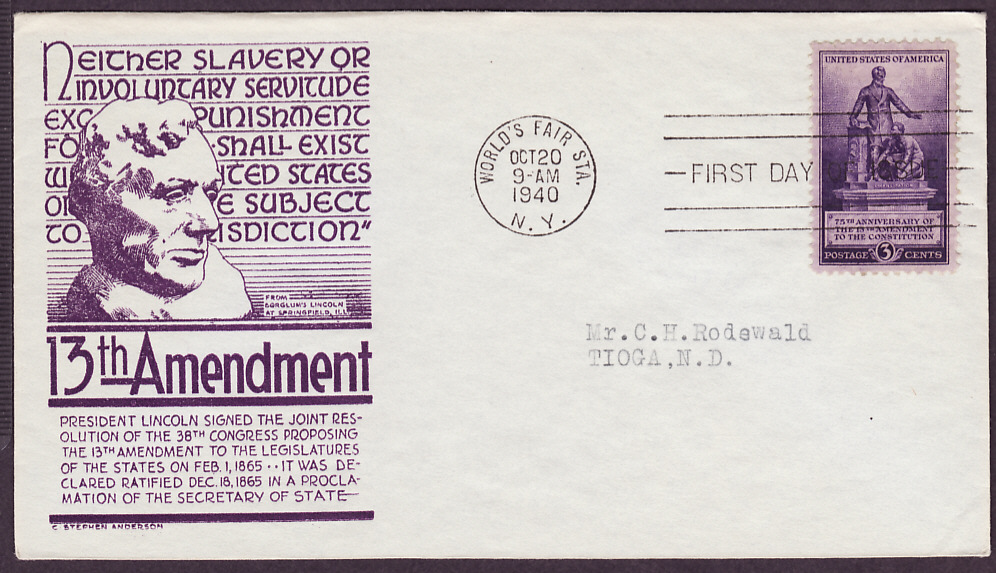 NEITHER SLAVERY OR
INVOLUNTARY SERVITUDE
EXC PUNISHMENT
FO SHALL EXIST
W ITED STATES
OR E SUBJECT
TO ISDICTION"
FROM
BORGLUM'S LINCOLN
AT SPRINGFIELD, ILL.
13th Amendment
PRESIDENT LINCOLN SIGNED THE JOINT RES-
OLUTION OF THE 38TH CONGRESS PROPOSING
THE 13TH AMENDMENT TO THE LEGISLATURES
OF THE STATES ON FEB. 1, 1865 ·· IT WAS DE-
CLARED RATIFIED DEC. 18, 1865 IN A PROCLA-
MATION OF THE SECRETARY OF STATE
C. STEPHEN ANDERSON
WORLD'S FAIR STA.
OCT 20
9-AM
1940
N.Y.
FIRST DAY OF ISSUE
UNITED STATES OF AMERICA
75TH ANNIVERSARY OF
THE 13TH AMENDMENT
TO THE CONSTITUTION
POSTAGE 3 CENTS
Mr.C.H.Rodewald
TIOGA,N.D.